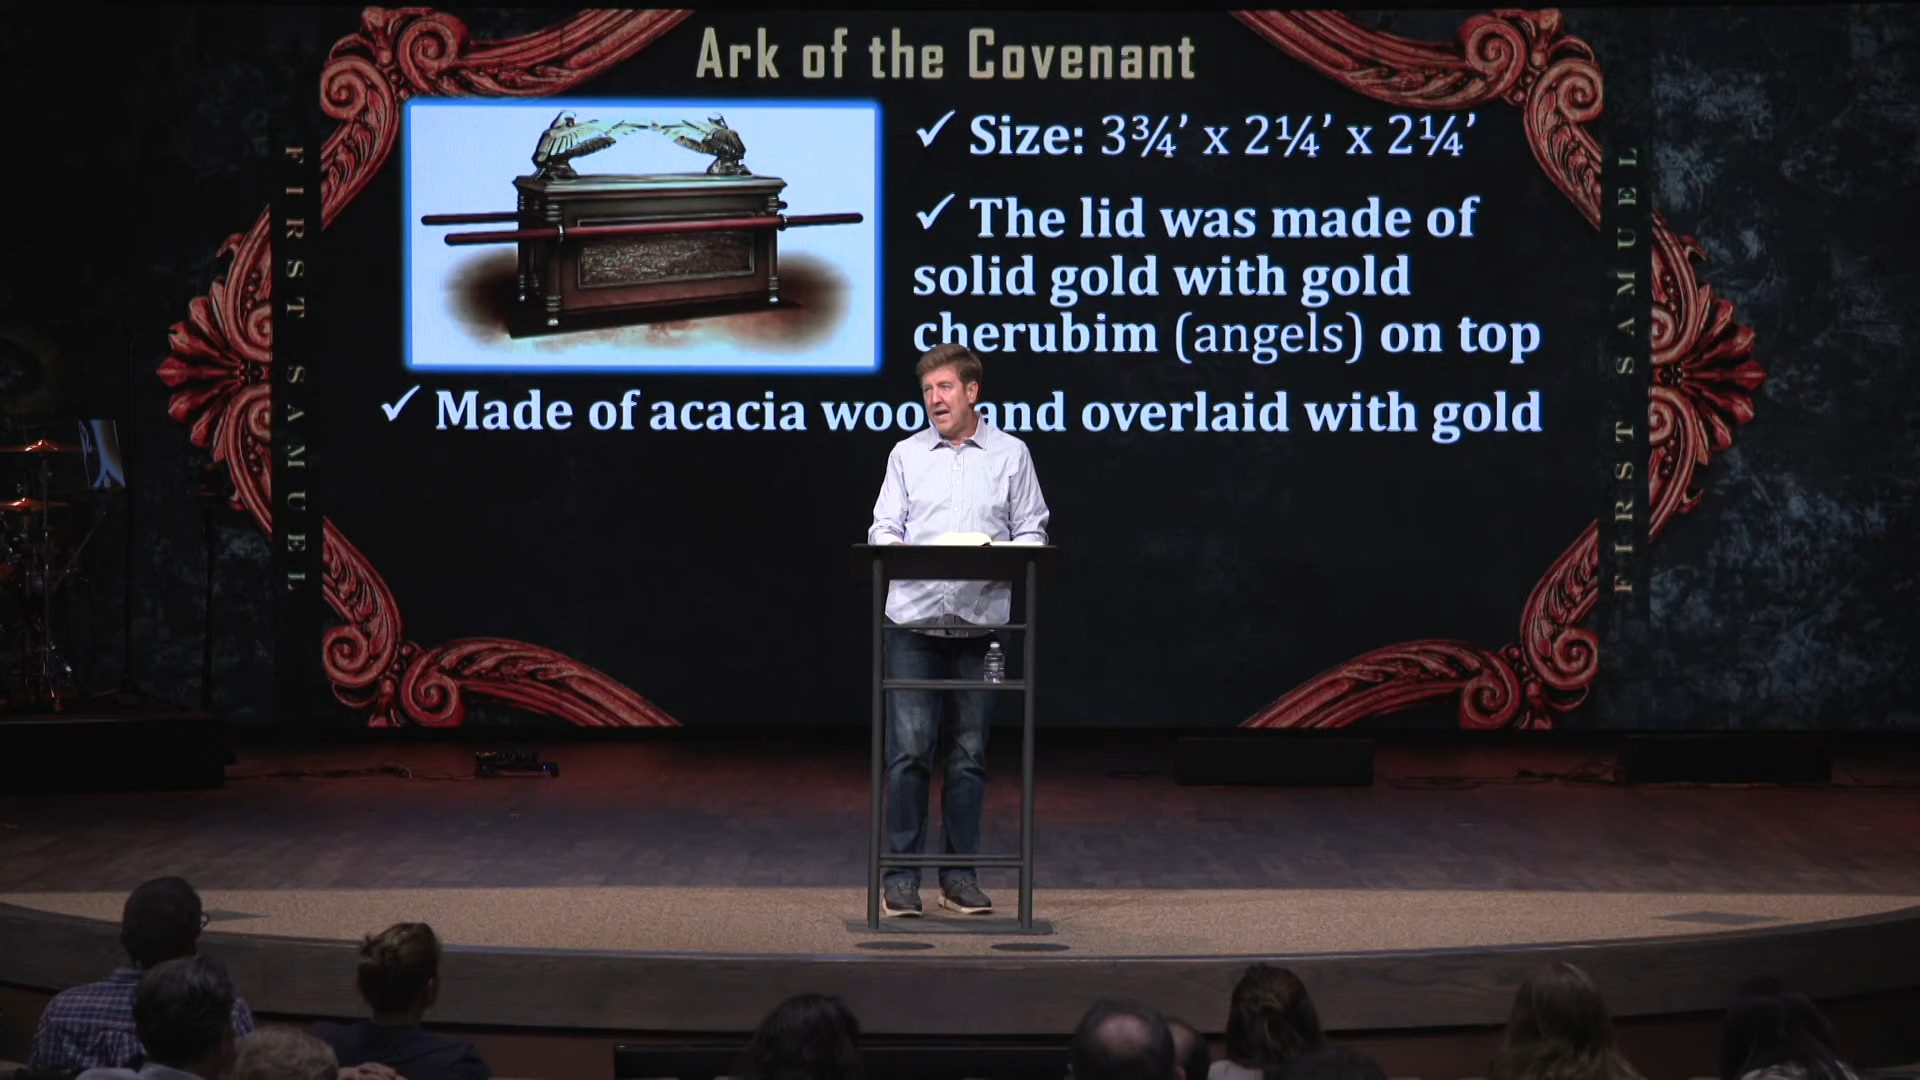 Ark of the Covenant
✓ Size: 3¾' x 2¼' x 2¼'
✓ The lid was made of
solid gold with gold
cherubim (angels) on top
✓ Made of acacia wood and overlaid with gold
FIRST SAMUEL
FIRST SAMUEL